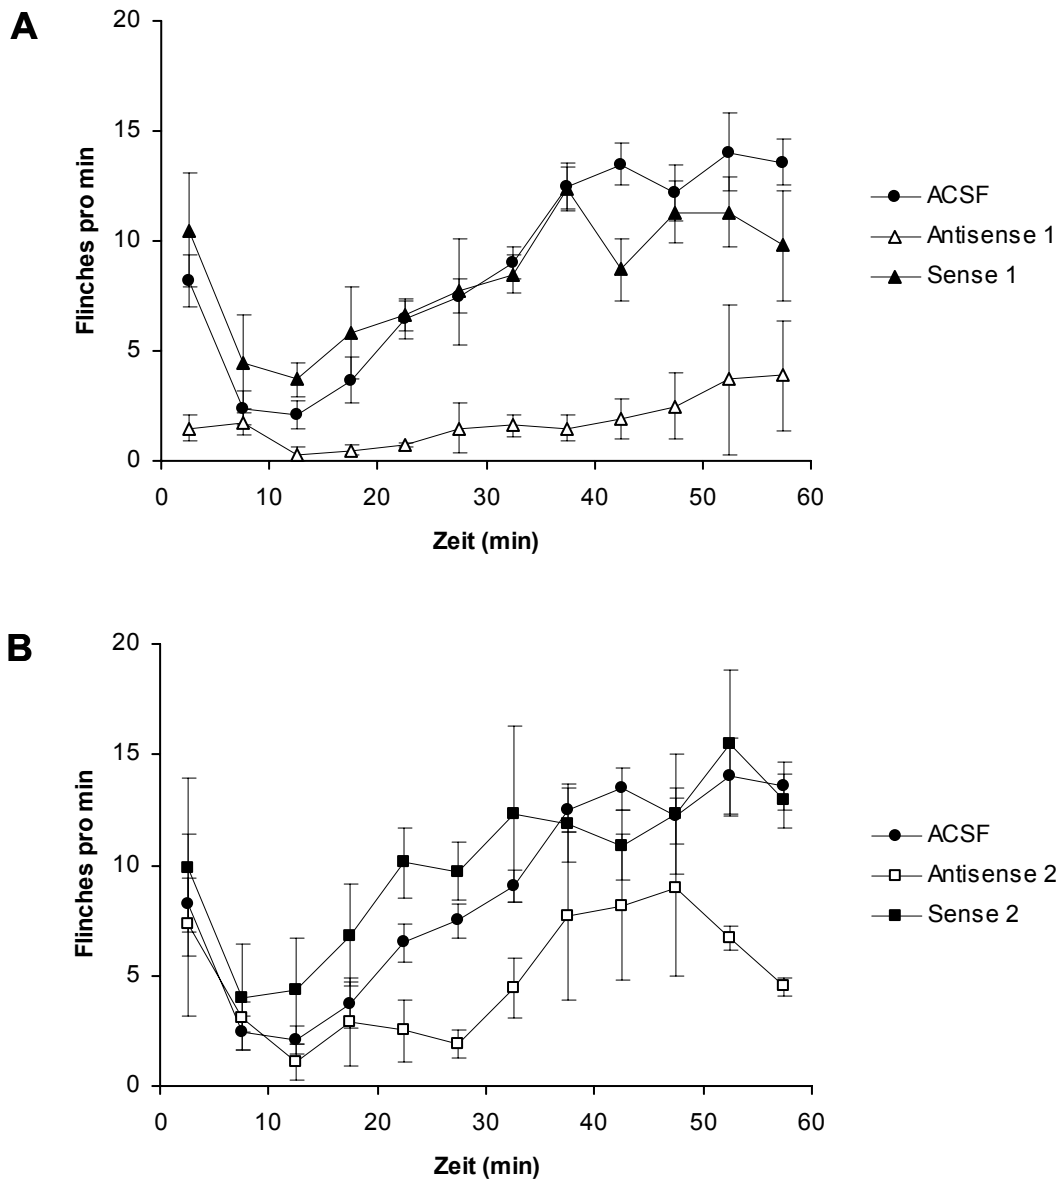 A
20
15
10
5
0
Flinches pro min
0 10 20 30 40 50 60
Zeit (min)
ACSF
Antisense 1
Sense 1
B
20
15
10
5
0
Flinches pro min
0 10 20 30 40 50 60
Zeit (min)
ACSF
Antisense 2
Sense 2